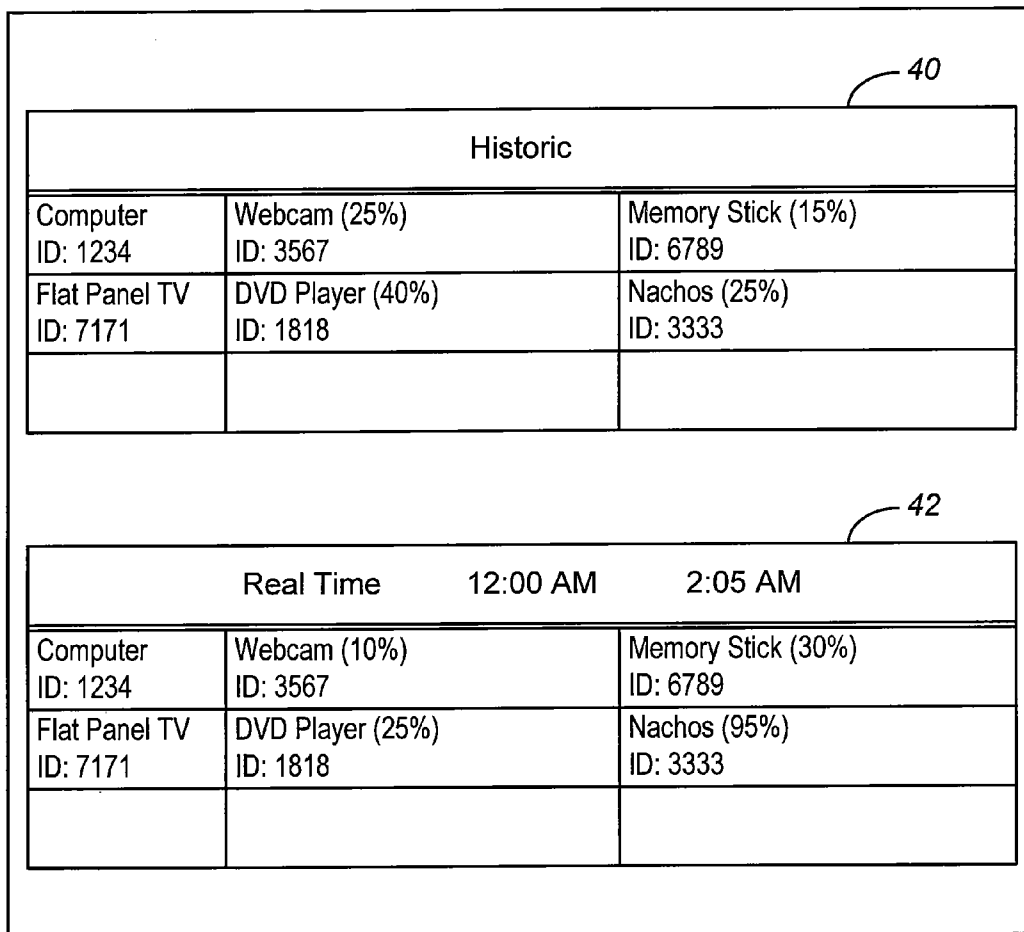 40
Historic
Computer
ID: 1234
Webcam (25%)
ID: 3567
Memory Stick (15%)
ID: 6789
Flat Panel TV
ID: 7171
DVD Player (40%)
ID: 1818
Nachos (25%)
ID: 3333
42
Real Time 12:00 AM 2:05 AM
Computer
ID: 1234
Webcam (10%)
ID: 3567
Memory Stick (30%)
ID: 6789
Flat Panel TV
ID: 7171
DVD Player (25%)
ID: 1818
Nachos (95%)
ID: 3333